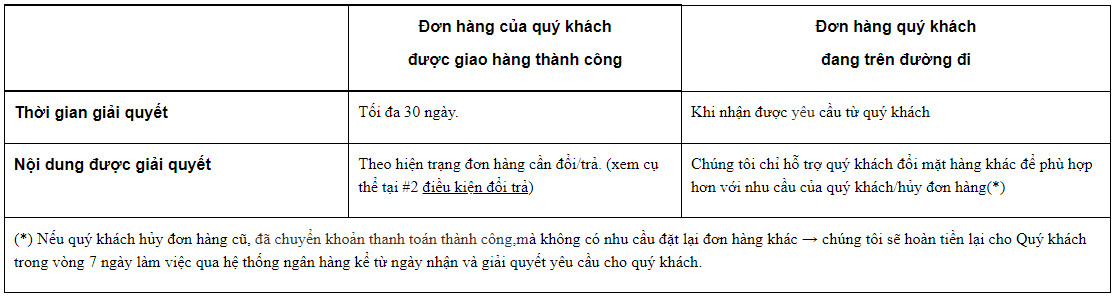 Đơn hàng của quý khách
được giao hàng thành công
Đơn hàng quý khách
đang trên đường đi
Thời gian giải quyết
Tối đa 30 ngày.
Khi nhận được yêu cầu từ quý khách
Nội dung được giải quyết
Theo hiện trạng đơn hàng cần đổi/trả. (xem cụ
thể tại #2 điều kiện đổi trả)
Chúng tôi chỉ hỗ trợ quý khách đổi mặt hàng khác để phù hợp
hơn với nhu cầu của quý khách/hủy đơn hàng(*)
(*) Nếu quý khách hủy đơn hàng cũ, đã chuyển khoản thanh toán thành công,mà không có nhu cầu đặt lại đơn hàng khác → chúng tôi sẽ hoàn tiền lại cho Quý khách
trong vòng 7 ngày làm việc qua hệ thống ngân hàng kể từ ngày nhận và giải quyết yêu cầu cho quý khách.